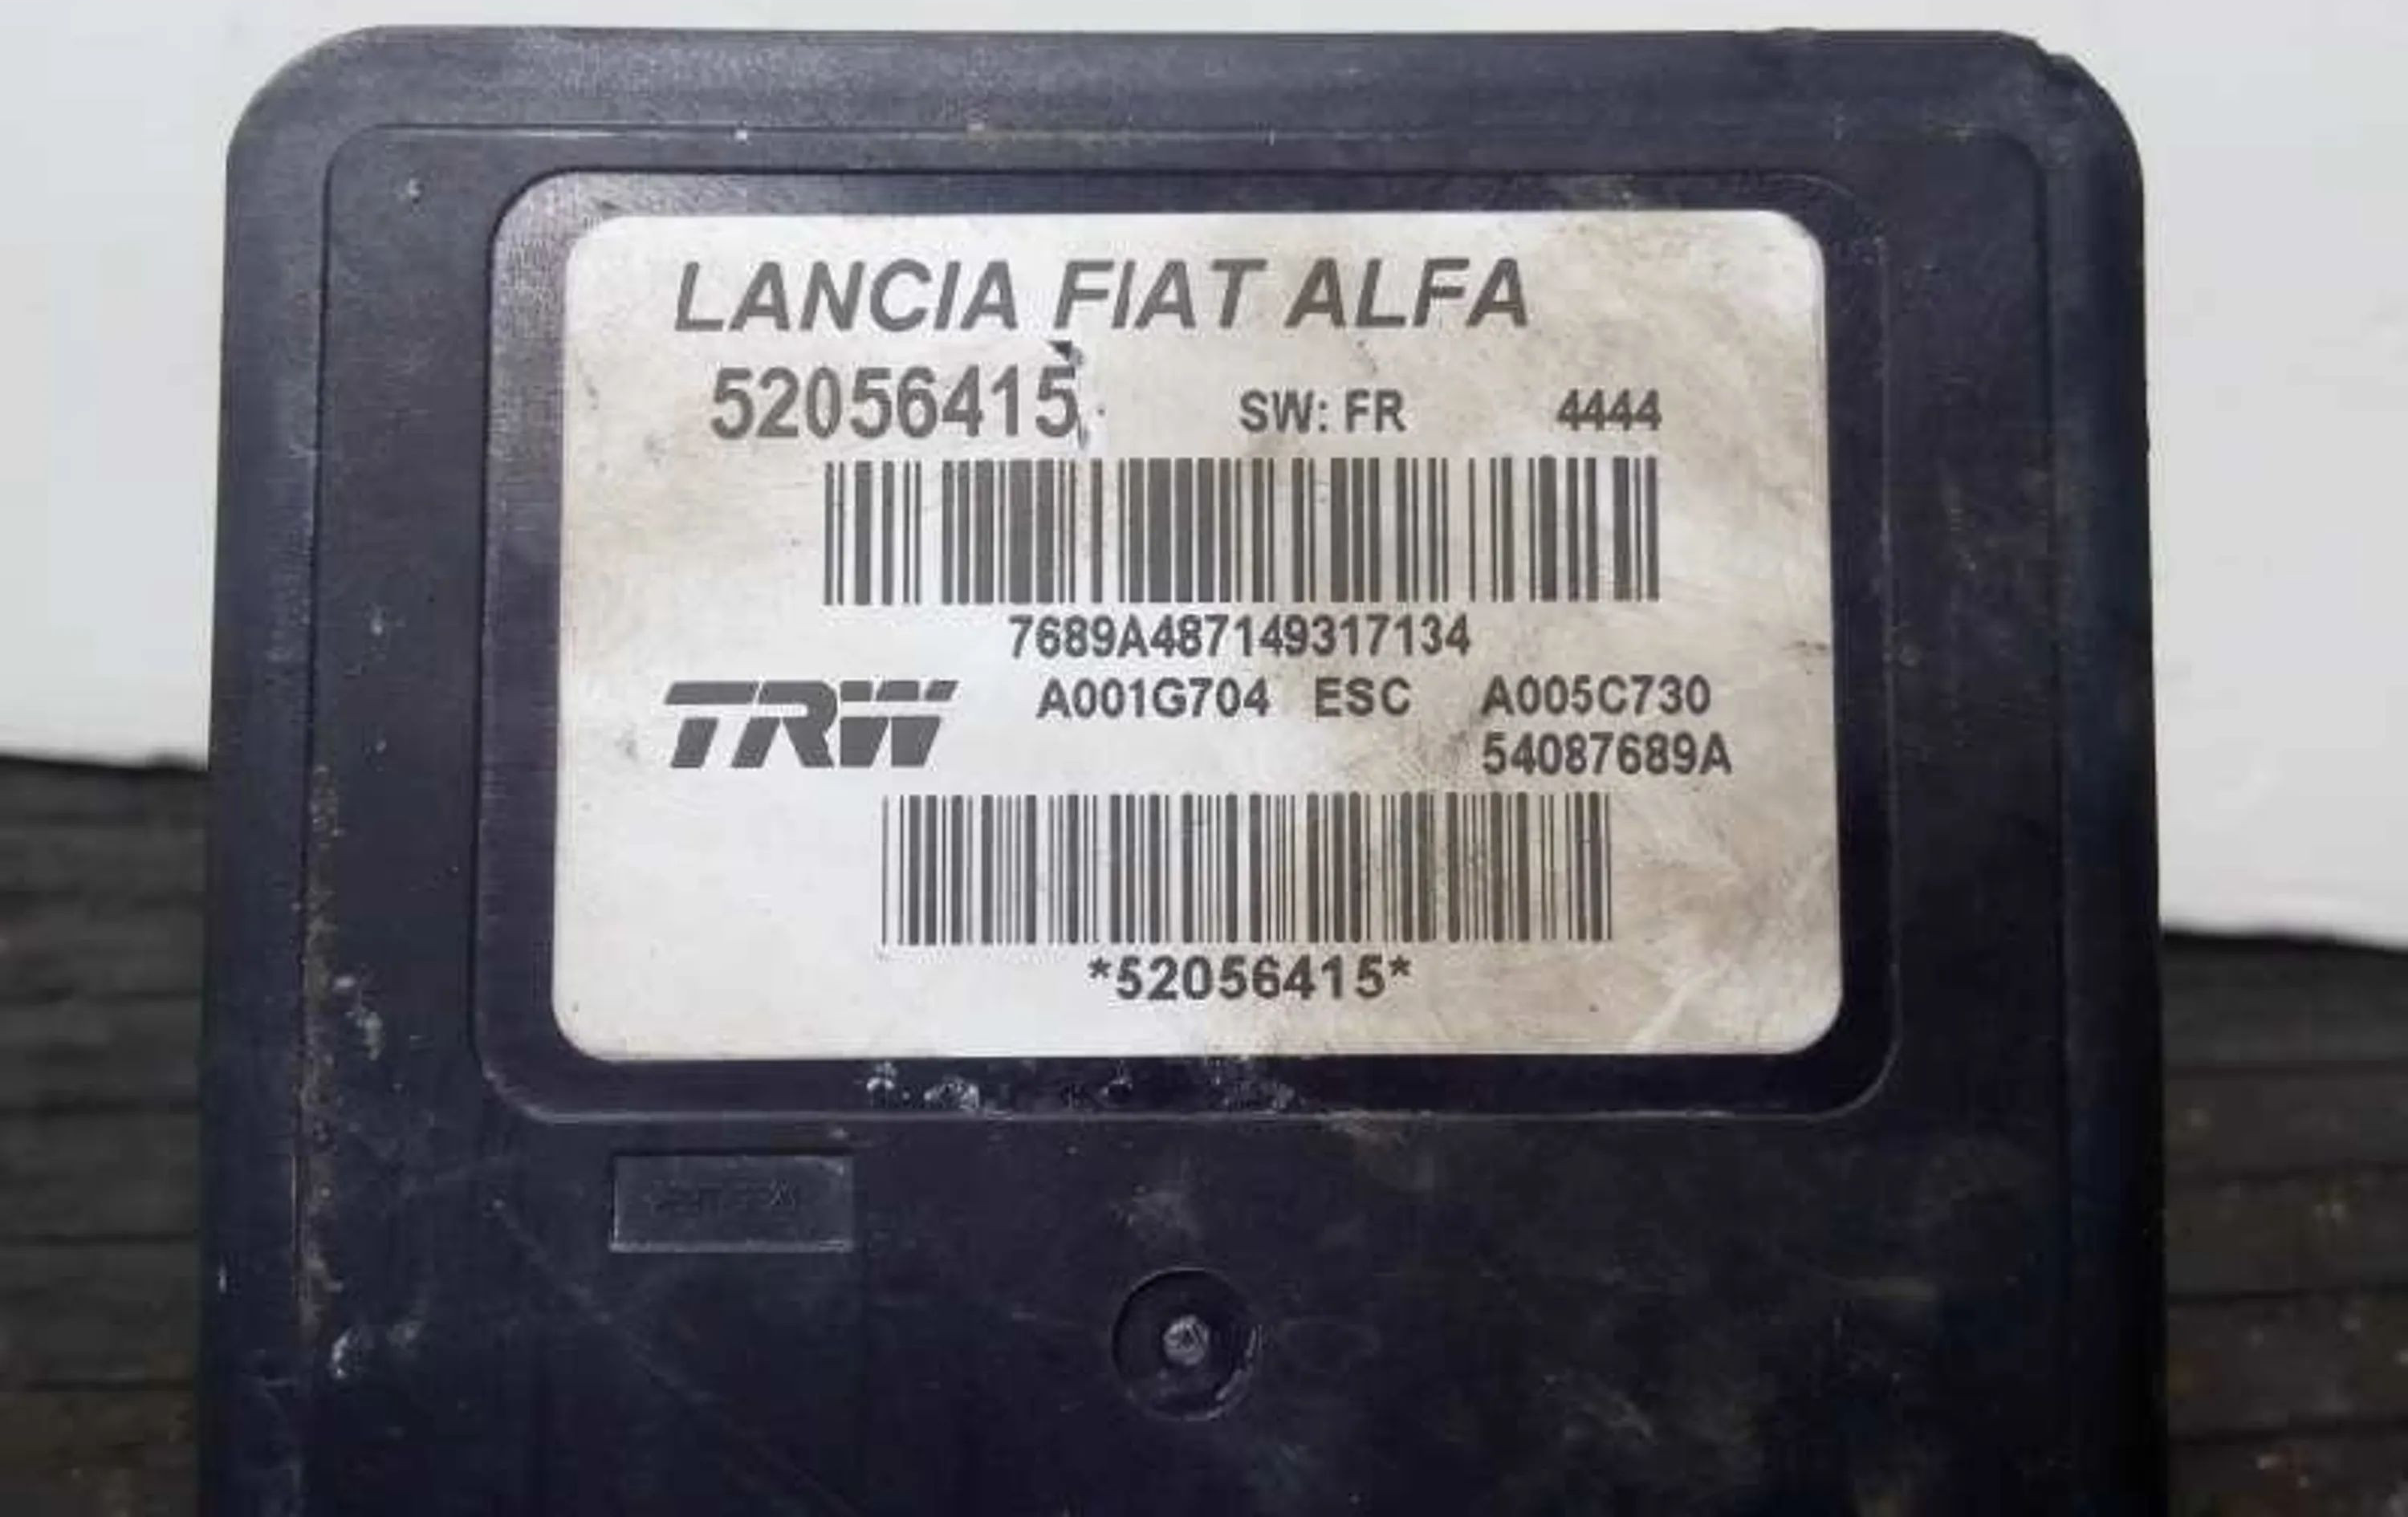 LANCIA FIAT ALFA
52056415 SW: FR 4444
7689A487149317134
TRW A001G704 ESC A005C730
54087689A
*52056415*